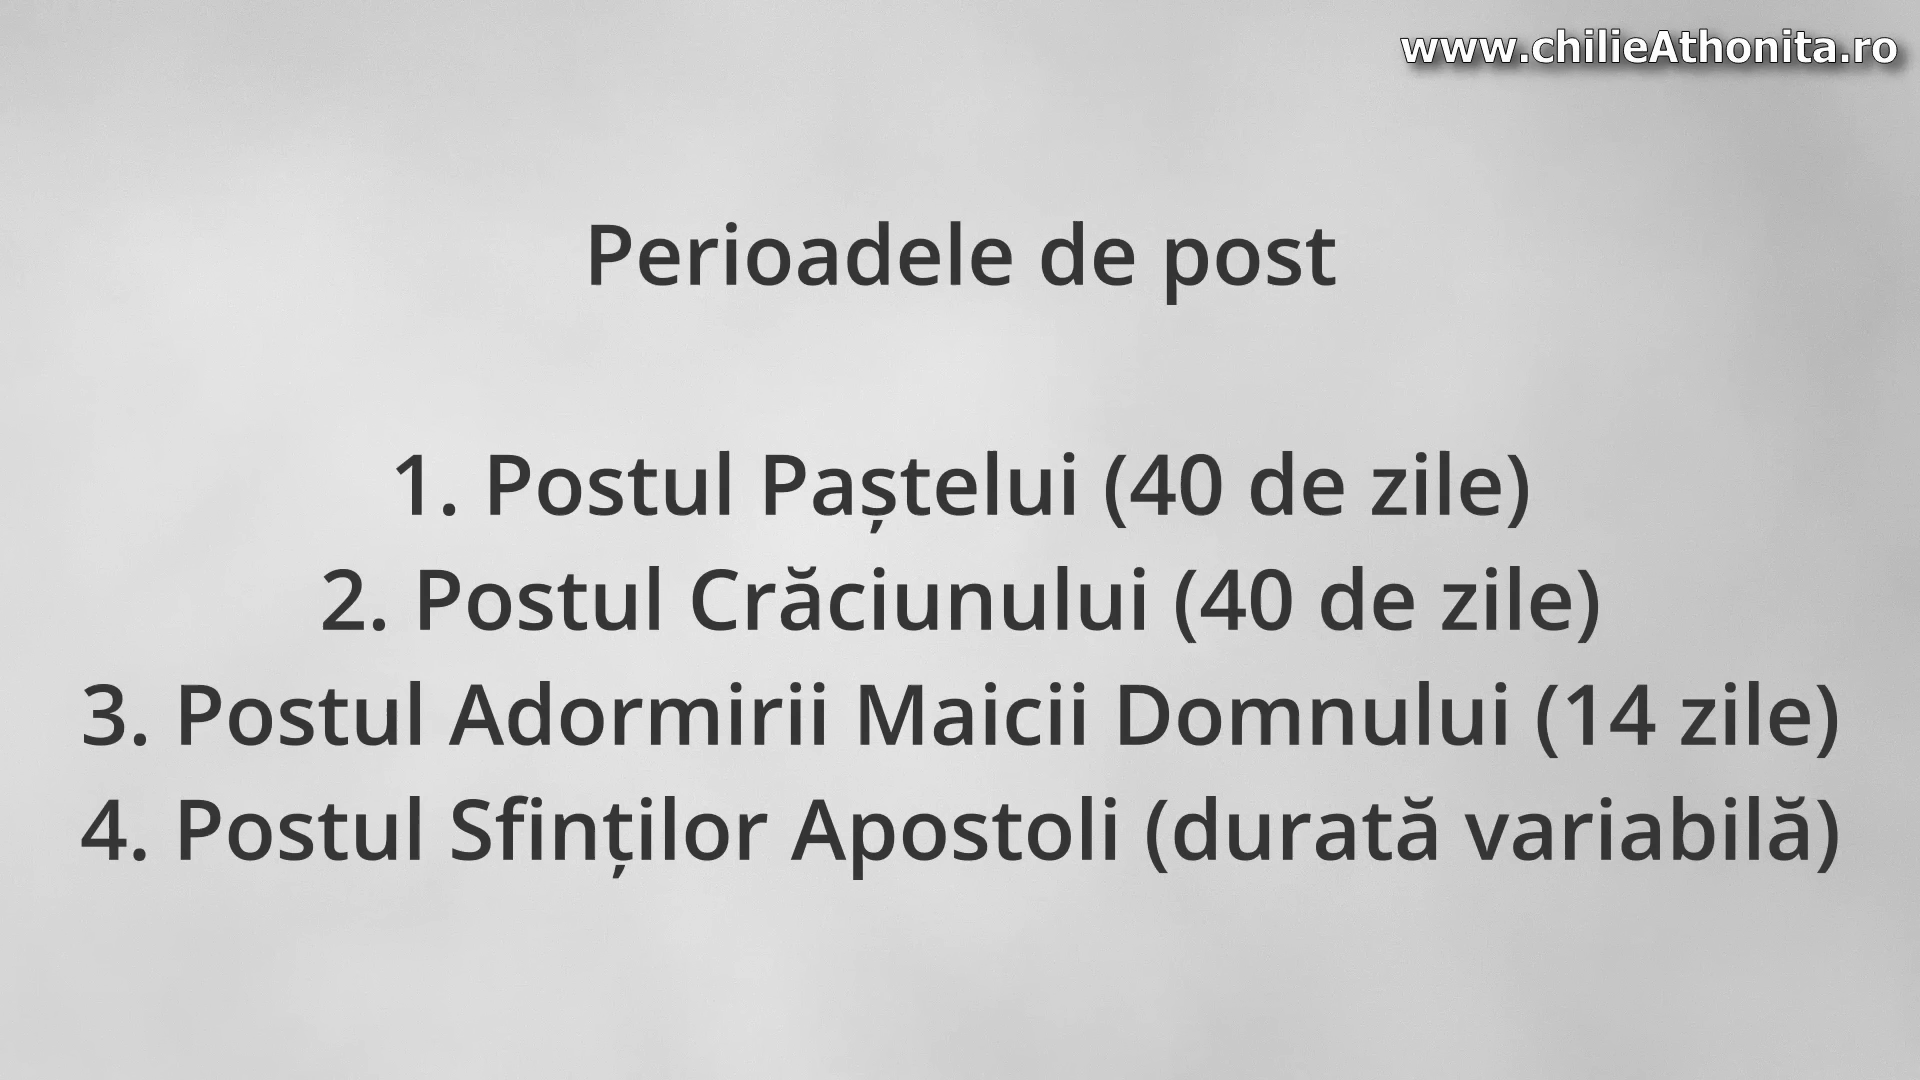 www.chilieAthonita.ro
Perioadele de post
1. Postul Paștelui (40 de zile)
2. Postul Crăciunului (40 de zile)
3. Postul Adormirii Maicii Domnului (14 zile)
4. Postul Sfinților Apostoli (durată variabilă)